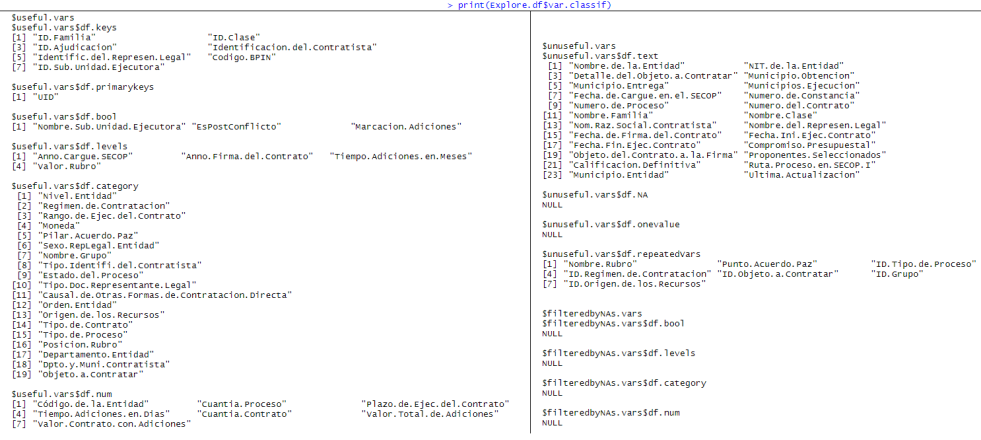 > print(Explore.df$var.classif)
$useful.vars
$useful.vars$df.keys
[1] "ID.Familia" "ID.Clase"
[3] "ID.Ajudicacion" "Identificacion.del.Contratista"
[5] "Identific.del.Represen.Legal" "Codigo.BPIN"
[7] "ID.Sub.Unidad.Ejecutora"
$useful.vars$df.primarykeys
[1] "UID"
$useful.vars$df.bool
[1] "Nombre.Sub.Unidad.Ejecutora" "EsPostConflicto" "Marcacion.Adiciones"
$useful.vars$df.levels
[1] "Anno.Cargue.SECOP" "Anno.Firma.del.Contrato" "Tiempo.Adiciones.en.Meses"
[4] "Valor.Rubro"
$useful.vars$df.category
[1] "Nivel.Entidad"
[2] "Regimen.de.Contratacion"
[3] "Rango.de.Ejec.del.Contrato"
[4] "Moneda"
[5] "Pilar.Acuerdo.Paz"
[6] "Sexo.RepLegal.Entidad"
[7] "Nombre.Grupo"
[8] "Tipo.Identifi.del.Contratista"
[9] "Estado.del.Proceso"
[10] "Tipo.Doc.Representante.Legal"
[11] "Causal.de.Otras.Formas.de.Contratacion.Directa"
[12] "Orden.Entidad"
[13] "Origen.de.los.Recursos"
[14] "Tipo.de.Contrato"
[15] "Tipo.de.Proceso"
[16] "Posicion.Rubro"
[17] "Departamento.Entidad"
[18] "Dpto.y.Muni.Contratista"
[19] "Objeto.a.Contratar"
$useful.vars$df.num
[1] "Código.de.la.Entidad" "Cuantia.Proceso" "Plazo.de.Ejec.del.Contrato"
[4] "Tiempo.Adiciones.en.Dias" "Cuantia.Contrato" "Valor.Total.de.Adiciones"
[7] "Valor.Contrato.con.Adiciones"
$unuseful.vars
$unuseful.vars$df.text
[1] "Nombre.de.la.Entidad" "NIT.de.la.Entidad"
[3] "Detalle.del.Objeto.a.Contratar" "Municipio.Obtencion"
[5] "Municipio.Entrega" "Municipios.Ejecucion"
[7] "Fecha.de.Cargue.en.el.SECOP" "Numero.de.Constancia"
[9] "Numero.de.Proceso" "Numero.del.Contrato"
[11] "Nombre.Familia" "Nombre.Clase"
[13] "Nom.Raz.Social.Contratista" "Nombre.del.Represen.Legal"
[15] "Fecha.de.Firma.del.Contrato" "Fecha.Ini.Ejec.Contrato"
[17] "Fecha.Fin.Ejec.Contrato" "Compromiso.Presupuestal"
[19] "Objeto.del.Contrato.a.la.Firma" "Proponentes.Seleccionados"
[21] "Calificacion.Definitiva" "Ruta.Proceso.en.SECOP.I"
[23] "Municipio.Entidad" "Ultima.Actualizacion"
$unuseful.vars$df.NA
NULL
$unuseful.vars$df.onevalue
NULL
$unuseful.vars$df.repeatedVars
[1] "Nombre.Rubro" "Punto.Acuerdo.Paz" "ID.Tipo.de.Proceso"
[4] "ID.Regimen.de.Contratacion" "ID.Objeto.a.Contratar" "ID.Grupo"
[7] "ID.Origen.de.los.Recursos"
$filteredbyNAs.vars
$filteredbyNAs.vars$df.bool
NULL
$filteredbyNAs.vars$df.levels
NULL
$filteredbyNAs.vars$df.category
NULL
$filteredbyNAs.vars$df.num
NULL